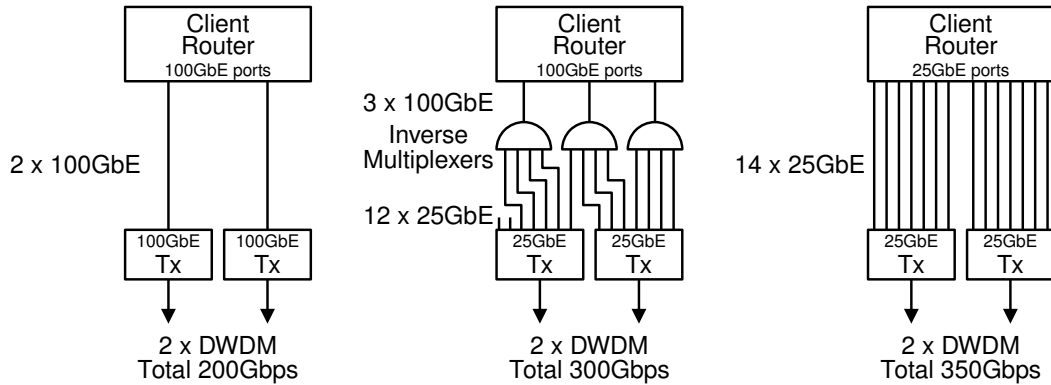 Client
Router
100GbE ports
2 x 100GbE
100GbE
Tx
100GbE
Tx
2 x DWDM
Total 200Gbps
Client
Router
100GbE ports
3 x 100GbE
Inverse
Multiplexers
12 x 25GbE
25GbE
Tx
25GbE
Tx
2 x DWDM
Total 300Gbps
Client
Router
25GbE ports
14 x 25GbE
25GbE
Tx
25GbE
Tx
2 x DWDM
Total 350Gbps